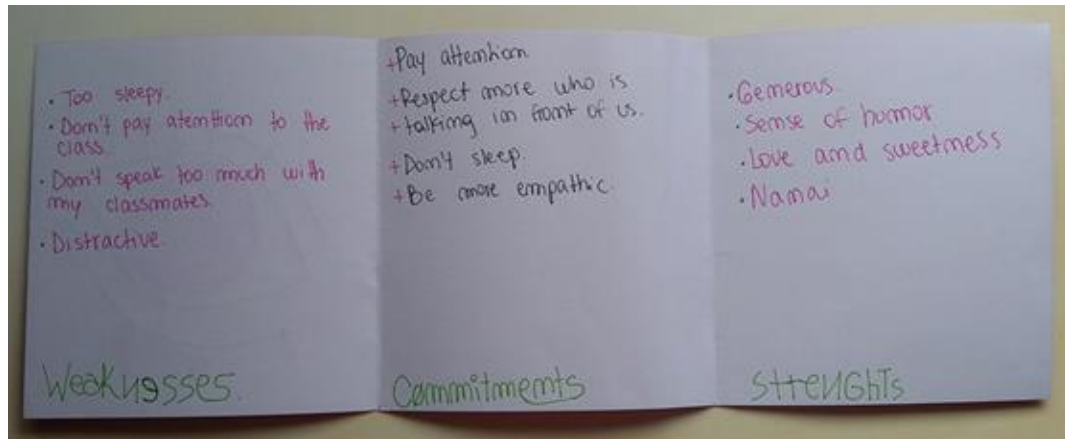 · Too sleepy.
· Don't pay atemttion to the
class.
· Don't speak too much with
my classmates.
· Distractive.
Weaknesses.
+Pay attention
+Respect more who is
+talking in front of us.
+Don't sleep.
+Be more empathic.
Commitments
·Generous.
·Sense of homor
·Love and sweetness
·Namai
StrenGhTs